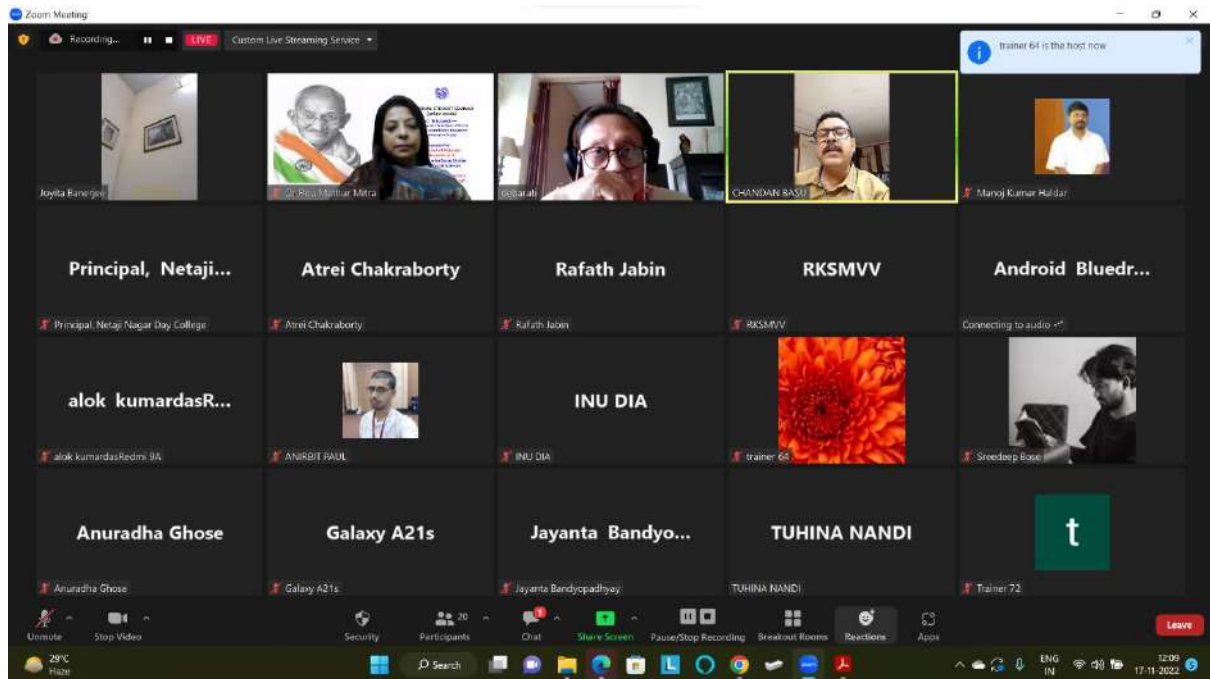 Zoom Meeting
Recording...
LIVE
Custom Live Streaming Service
trainer 64 is the host now
Joyita Banerjee
Dr Ritu Mathur Mitra
debarati
CHANDAN BASU
Manoj Kumar Haldar
Principal, Netaji...
Atrei Chakraborty
Rafath Jabin
RKSMVV
Android Bluedr...
Principal, Netaji Nagar Day College
Atrei Chakraborty
Rafath Jabin
RKSMVV
Connecting to audio
alok kumardasR...
INU DIA
alok kumardasRedmi 9A
ANIRBIT PAUL
INU DIA
trainer 64
Sreedeep Bose
Anuradha Ghose
Galaxy A21s
Jayanta Bandyo...
TUHINA NANDI
t
Anuradha Ghose
Galaxy A21s
Jayanta Bandyopadhyay
TUHINA NANDI
Trainer 72
Unmute
Stop Video
Security
Participants
20
Chat
1
Share Screen
Pause/Stop Recording
Breakout Rooms
Reactions
Apps
Leave
29°C
Haze
Search
ENG
IN
12:09
17-11-2022